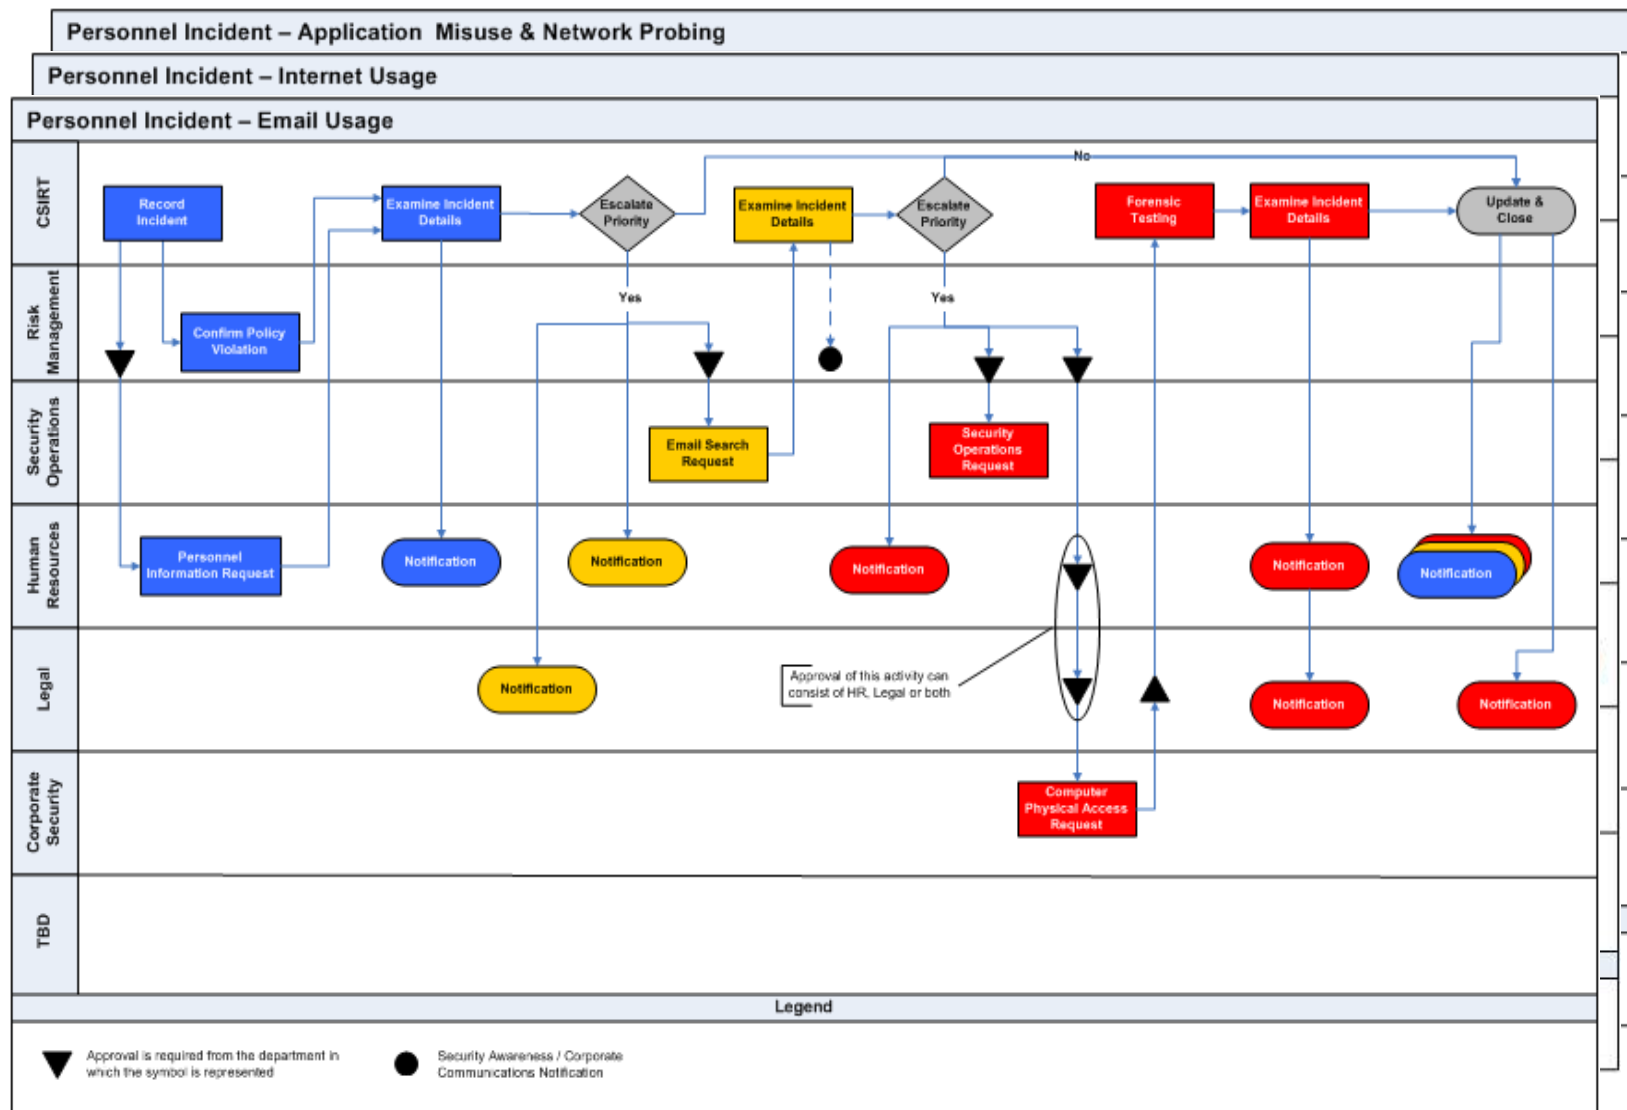 Personnel Incident – Application  Misuse & Network Probing
Personnel Incident – Internet Usage
Personnel Incident – Email Usage
CSIRT
Record
Incident
Examine Incident
Details
Escalate
Priority
Examine Incident
Details
Escalate
Priority
No
Forensic
Testing
Examine Incident
Details
Update &
Close
Risk
Management
Confirm Policy
Violation
Yes
Yes
Security
Operations
Email Search
Request
Security
Operations
Request
Human
Resources
Personnel
Information Request
Notification
Notification
Notification
Notification
Notification
Legal
Notification
Approval of this activity can
consist of HR, Legal or both
Notification
Notification
Corporate
Security
Computer
Physical Access
Request
TBD
Legend
Approval is required from the department in
which the symbol is represented
Security Awareness / Corporate
Communications Notification